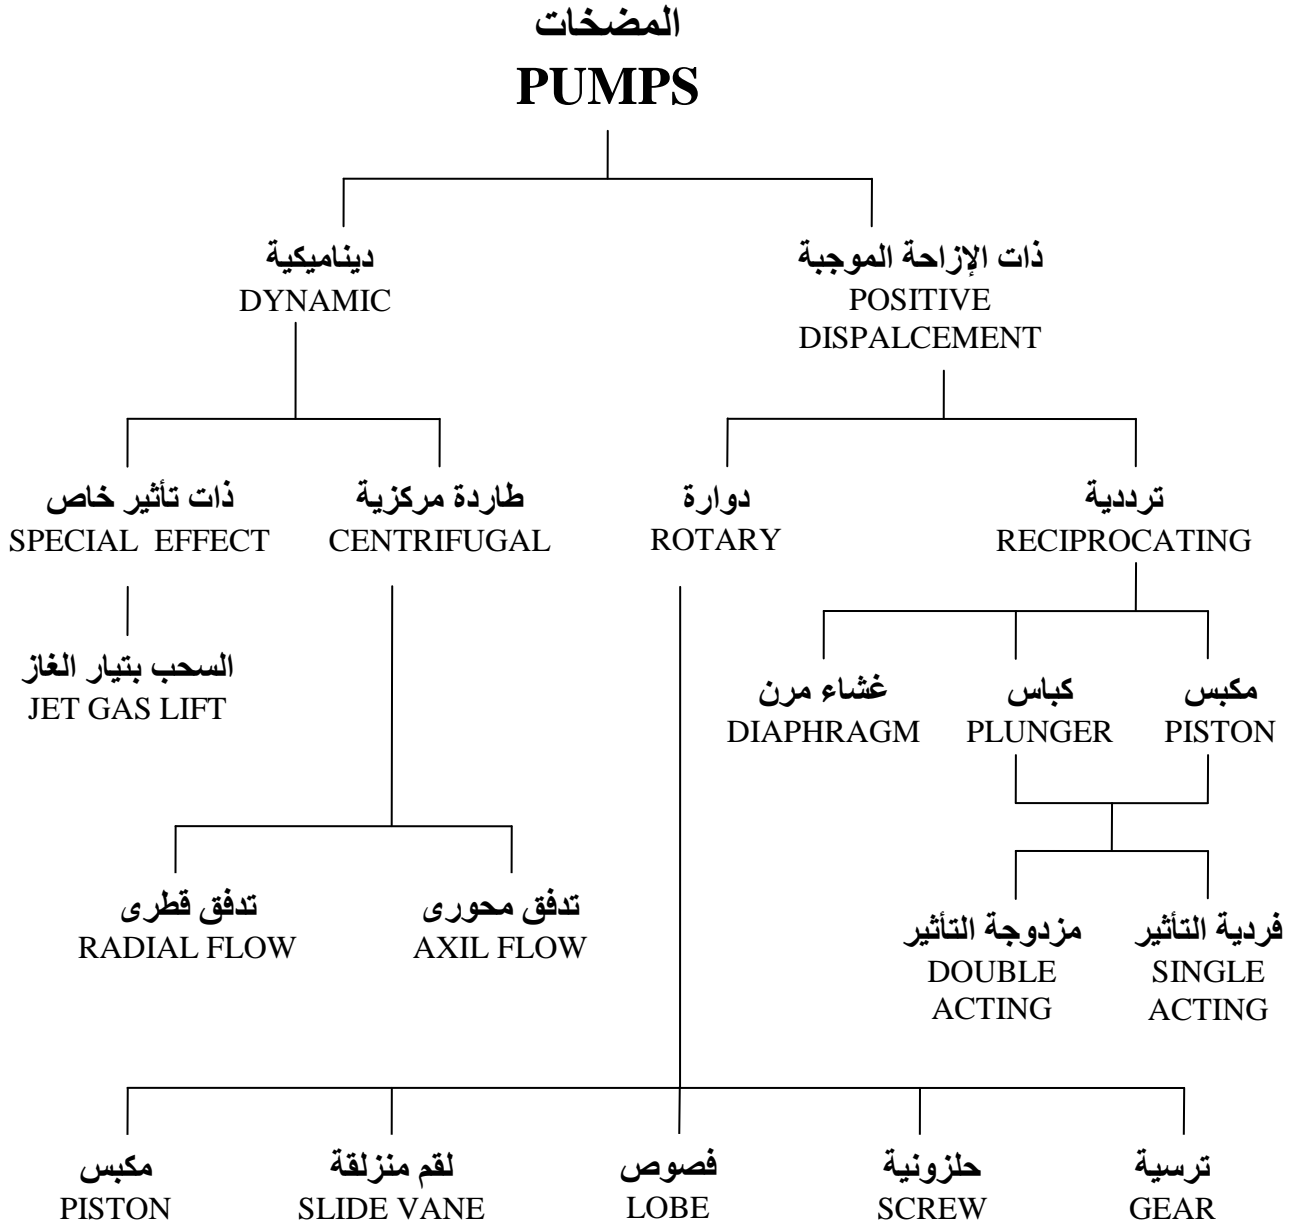 المضخات
PUMPS
ديناميكية
DYNAMIC
ذات الإزاحة الموجبة
POSITIVE
DISPALCEMENT
ذات تأثير خاص
SPECIAL EFFECT
طاردة مركزية
CENTRIFUGAL
دوارة
ROTARY
ترددية
RECIPROCATING
السحب بتيار الغاز
JET GAS LIFT
غشاء مرن
DIAPHRAGM
كباس
PLUNGER
مكبس
PISTON
تدفق قطرى
RADIAL FLOW
تدفق محورى
AXIL FLOW
مزدوجة التأثير
DOUBLE
ACTING
فردية التأثير
SINGLE
ACTING
مكبس
PISTON
لقم منزلقة
SLIDE VANE
فصوص
LOBE
حلزونية
SCREW
ترسية
GEAR